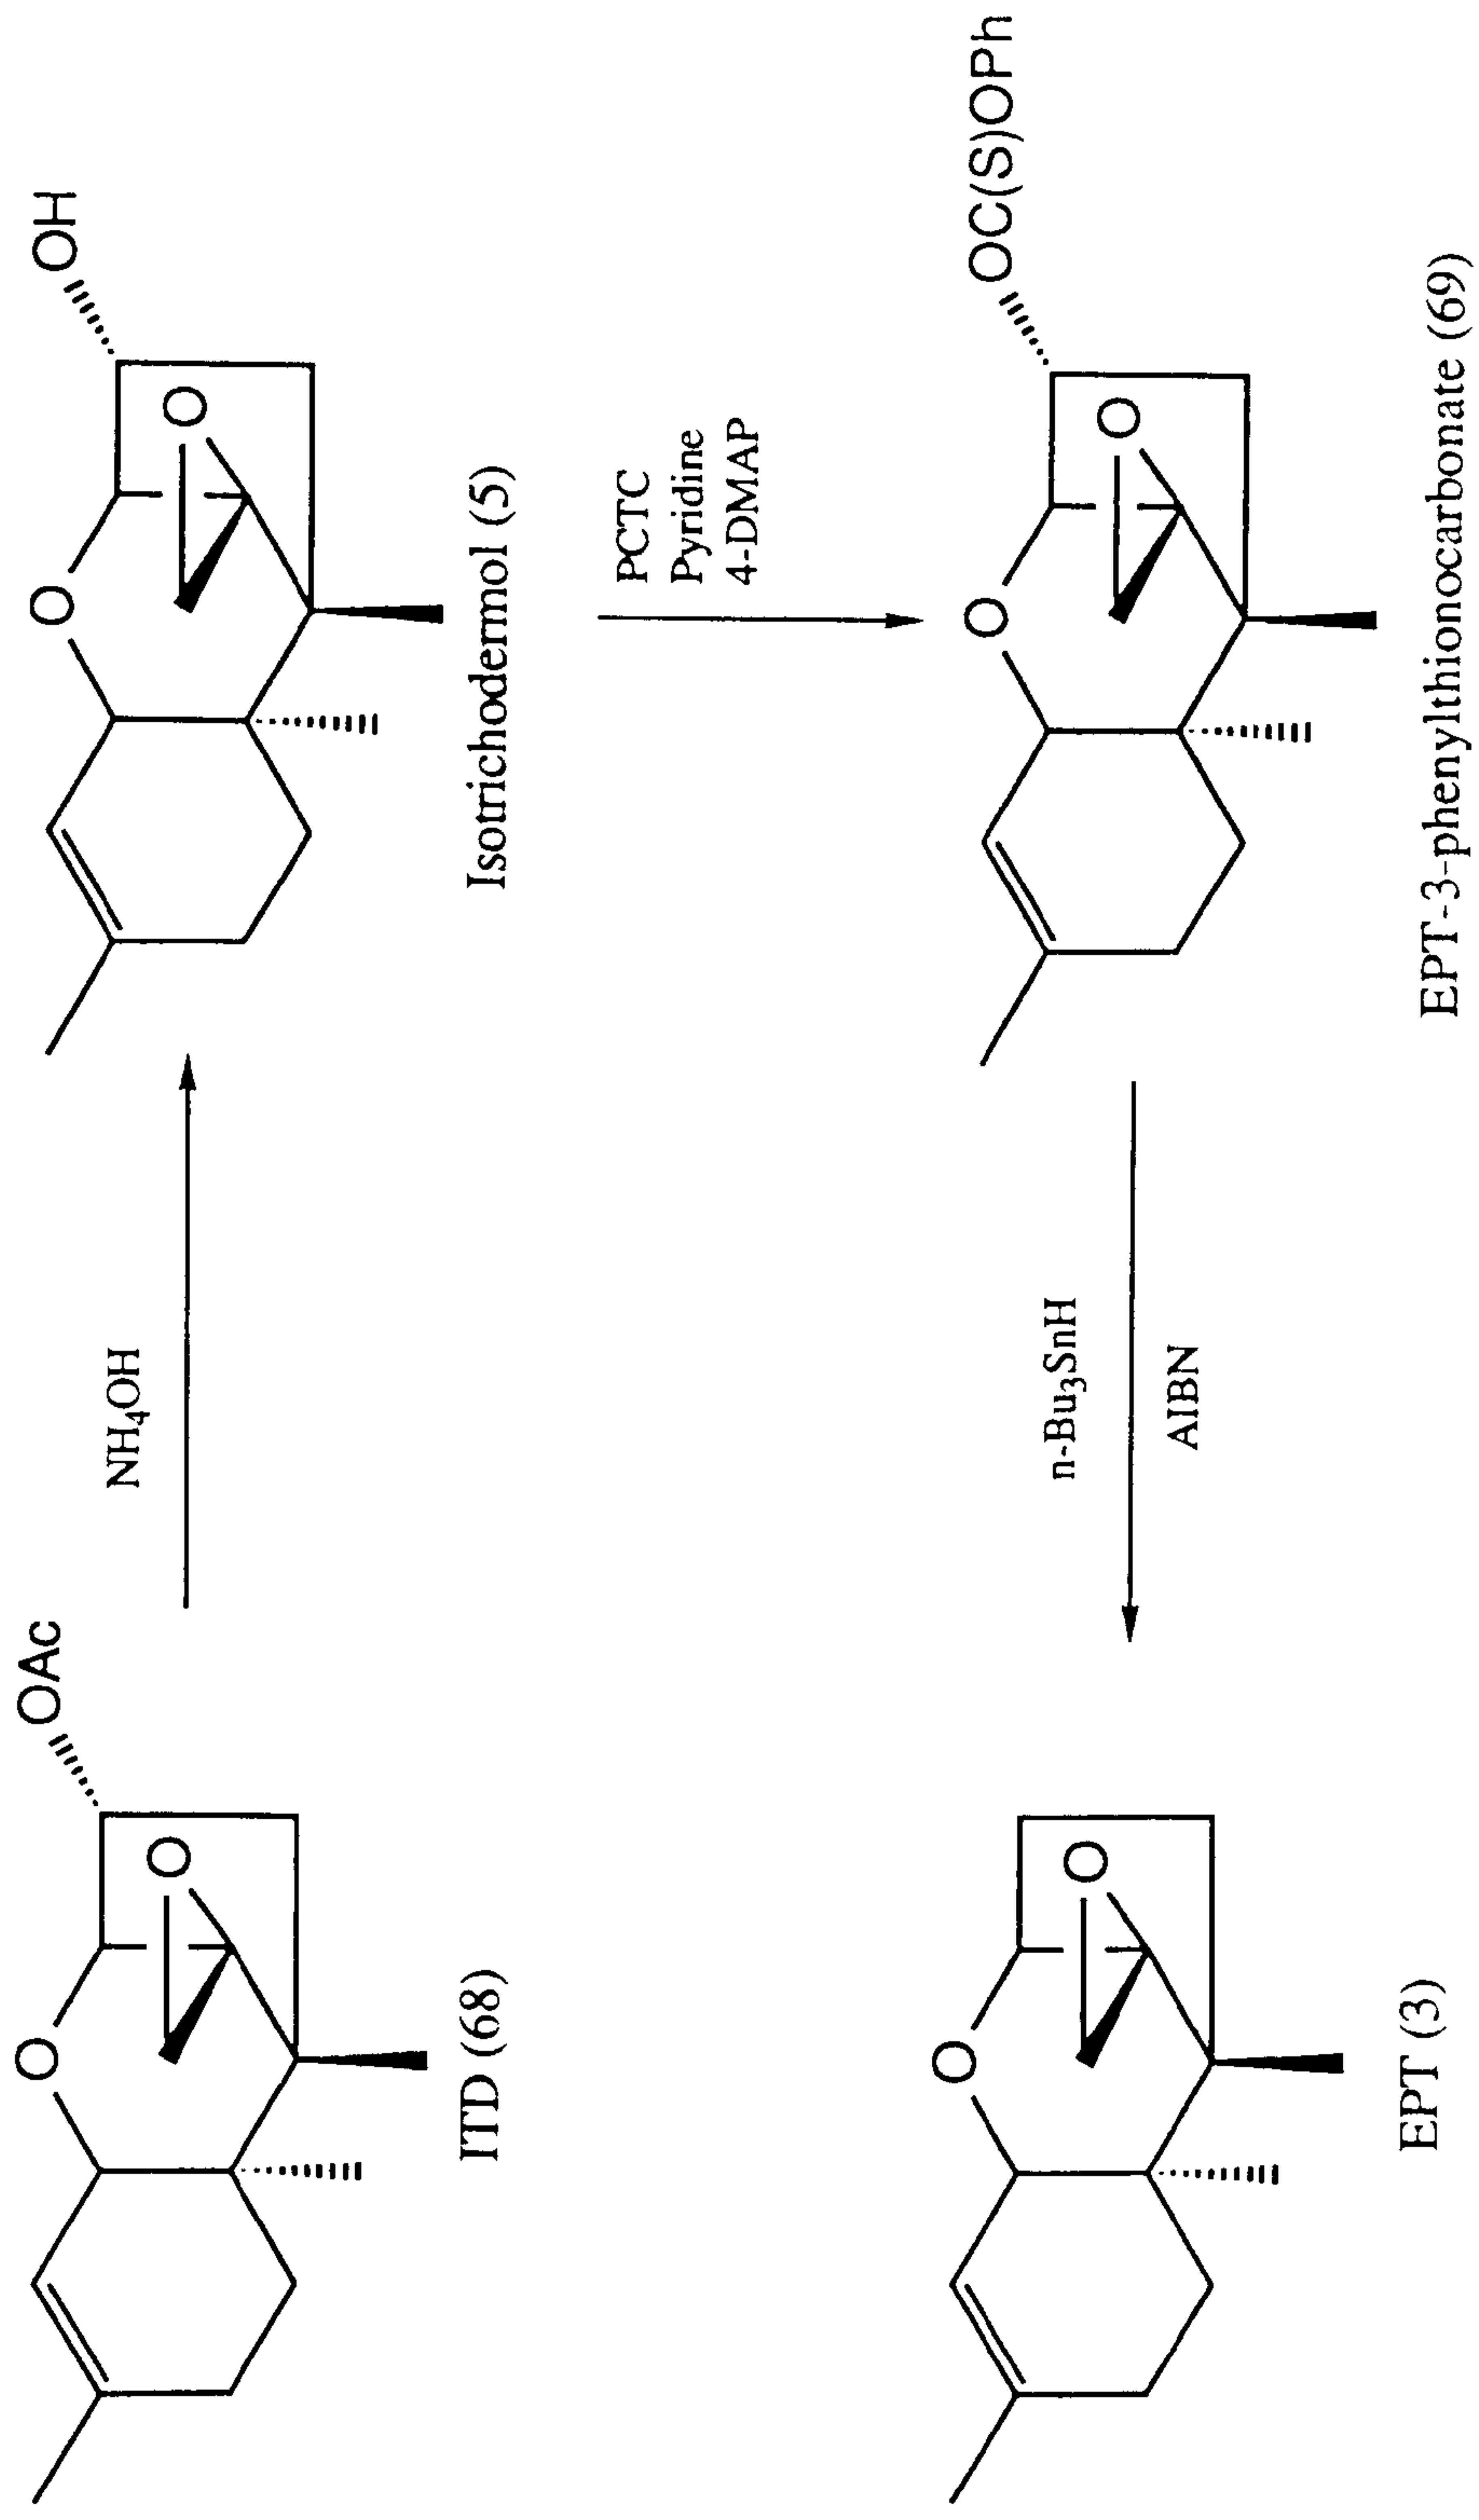 OAc
O
O
ITD (68)
NH4OH
OH
O
O
Isotrichodermol (5)
PCTC
Pyridine
4-DMAP
OC(S)OPh
O
O
EPT-3-phenylthionocarbonate (69)
n-Bu3SnH
AIBN
O
O
EPT (3)